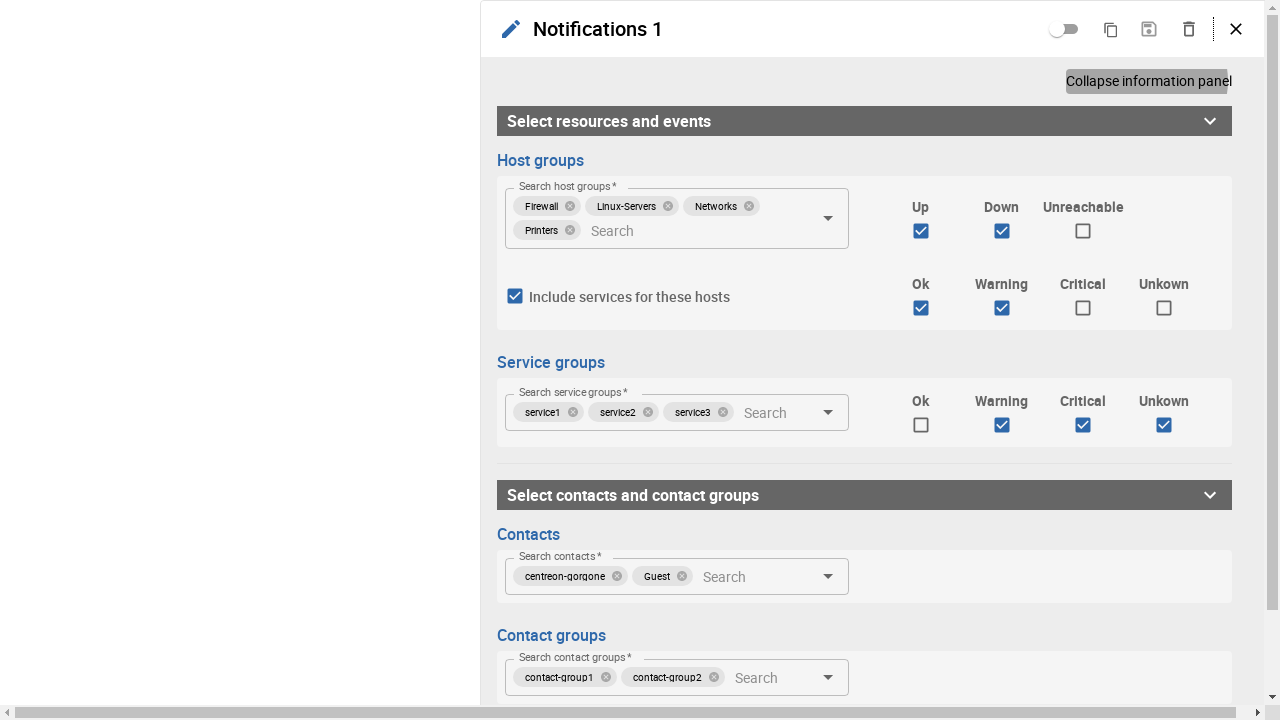 Notifications 1
Collapse information panel
Select resources and events
Host groups
Search host groups *
Firewall
Linux-Servers
Networks
Printers
Search
Up
Down
Unreachable
Include services for these hosts
Ok
Warning
Critical
Unkown
Service groups
Search service groups *
service1
service2
service3
Search
Ok
Warning
Critical
Unkown
Select contacts and contact groups
Contacts
Search contacts *
centreon-gorgone
Guest
Search
Contact groups
Search contact groups *
contact-group1
contact-group2
Search